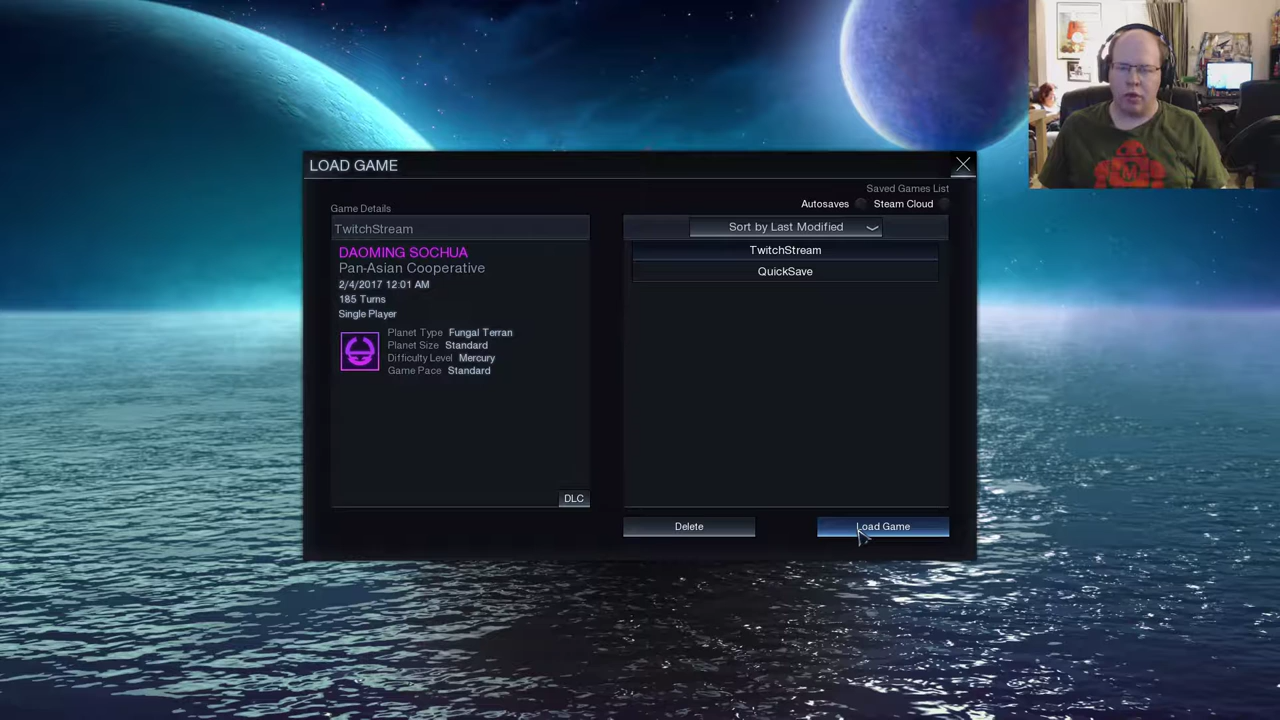 LOAD GAME
Saved Games List
Autosaves Steam Cloud
Game Details
TwitchStream
Sort by Last Modified
DAOMING SOCHUA
Pan-Asian Cooperative
2/4/2017 12:01 AM
185 Turns
Single Player
Planet Type Fungal Terran
Planet Size Standard
Difficulty Level Mercury
Game Pace Standard
TwitchStream
QuickSave
DLC
Delete
Load Game
M